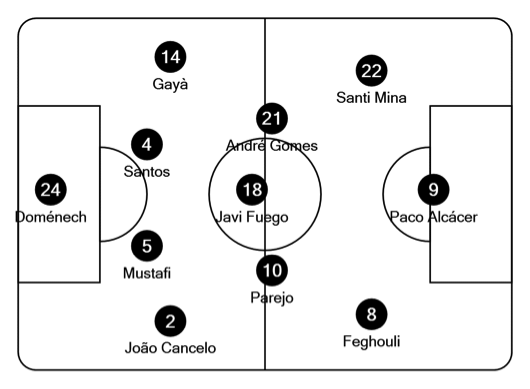 14
Gayà
22
Santi Mina
21
André Gomes
4
Santos
24
Doménech
18
Javi Fuego
9
Paco Alcácer
5
Mustafi
10
Parejo
2
João Cancelo
8
Feghouli